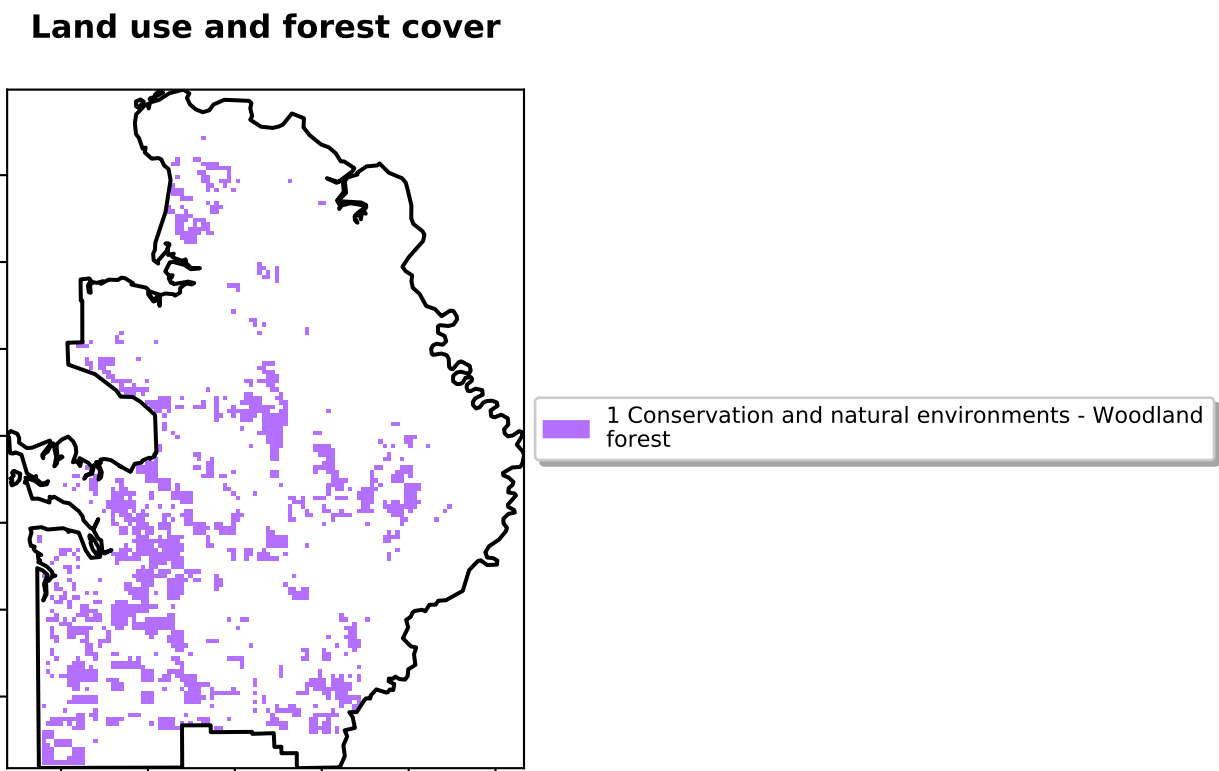 Land use and forest cover
1 Conservation and natural environments - Woodland
forest